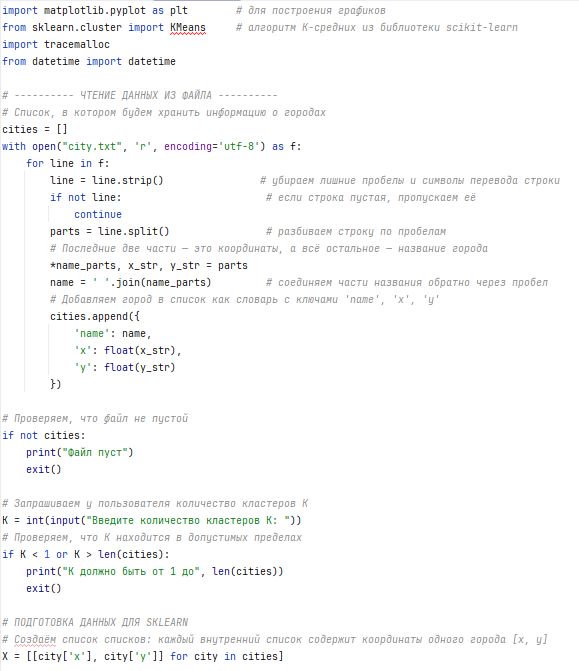 import matplotlib.pyplot as plt        # для построения графиков
from sklearn.cluster import KMeans     # алгоритм K-средних из библиотеки scikit-learn
import tracemalloc
from datetime import datetime

# ---------- ЧТЕНИЕ ДАННЫХ ИЗ ФАЙЛА ----------
# Список, в котором будем хранить информацию о городах
cities = []
with open("city.txt", 'r', encoding='utf-8') as f:
    for line in f:
        line = line.strip()                # убираем лишние пробелы и символы перевода строки
        if not line:                        # если строка пустая, пропускаем её
            continue
        parts = line.split()                # разбиваем строку по пробелам
        # Последние две части — это координаты, а всё остальное — название города
        *name_parts, x_str, y_str = parts
        name = ' '.join(name_parts)         # соединяем части названия обратно через пробел
        # Добавляем город в список как словарь с ключами 'name', 'x', 'y'
        cities.append({
            'name': name,
            'x': float(x_str),
            'y': float(y_str)
        })

# Проверяем, что файл не пустой
if not cities:
    print("Файл пуст")
    exit()

# Запрашиваем у пользователя количество кластеров K
K = int(input("Введите количество кластеров K: "))
# Проверяем, что K находится в допустимых пределах
if K < 1 or K > len(cities):
    print("K должно быть от 1 до", len(cities))
    exit()

# ПОДГОТОВКА ДАННЫХ ДЛЯ SKLEARN
# Создаём список списков: каждый внутренний список содержит координаты одного города [x, y]
X = [[city['x'], city['y']] for city in cities]